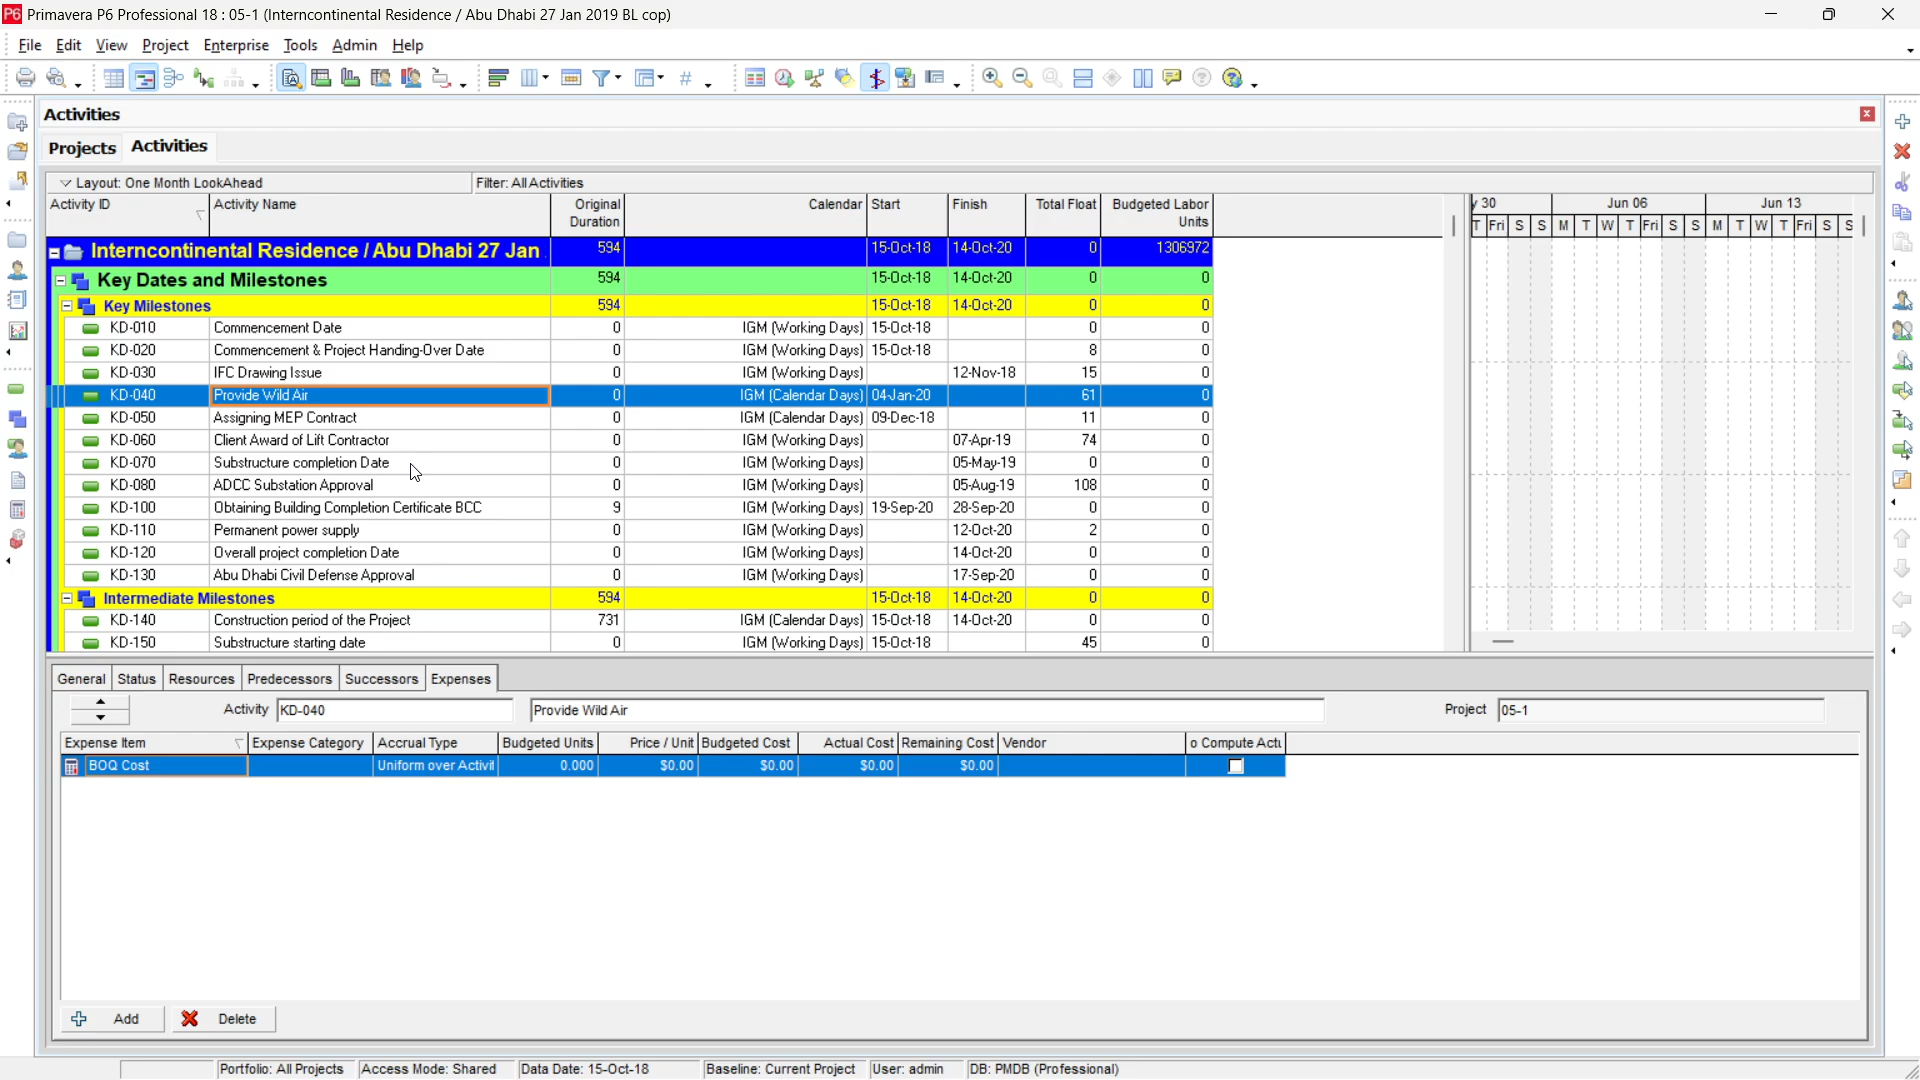 Primavera P6 Professional 18 : 05-1 (Interncontinental Residence / Abu Dhabi 27 Jan 2019 BL cop)
File Edit View Project Enterprise Tools Admin Help
Activities
Projects Activities
Layout: One Month LookAhead Filter: All Activities
Activity ID Activity Name Original Duration Calendar Start Finish Total Float Budgeted Labor Units
y 30 Jun 06 Jun 13
T Fri S S M T W T Fri S S M T W T Fri S S
Interncontinental Residence / Abu Dhabi 27 Jan 594 15-Oct-18 14-Oct-20 0 1306972
Key Dates and Milestones 594 15-Oct-18 14-Oct-20 0 0
Key Milestones 594 15-Oct-18 14-Oct-20 0 0
KD-010 Commencement Date 0 IGM (Working Days) 15-Oct-18 0 0
KD-020 Commencement & Project Handing-Over Date 0 IGM (Working Days) 15-Oct-18 8 0
KD-030 IFC Drawing Issue 0 IGM (Working Days) 12-Nov-18 15 0
KD-040 Provide Wild Air 0 IGM (Calendar Days) 04-Jan-20 61 0
KD-050 Assigning MEP Contract 0 IGM (Calendar Days) 09-Dec-18 11 0
KD-060 Client Award of Lift Contractor 0 IGM (Working Days) 07-Apr-19 74 0
KD-070 Substructure completion Date 0 IGM (Working Days) 05-May-19 0 0
KD-080 ADCC Substation Approval 0 IGM (Working Days) 05-Aug-19 108 0
KD-100 Obtaining Building Completion Certificate BCC 9 IGM (Working Days) 19-Sep-20 28-Sep-20 0 0
KD-110 Permanent power supply 0 IGM (Working Days) 12-Oct-20 2 0
KD-120 Overall project completion Date 0 IGM (Working Days) 14-Oct-20 0 0
KD-130 Abu Dhabi Civil Defense Approval 0 IGM (Working Days) 17-Sep-20 0 0
Intermediate Milestones 594 15-Oct-18 14-Oct-20 0 0
KD-140 Construction period of the Project 731 IGM (Calendar Days) 15-Oct-18 14-Oct-20 0 0
KD-150 Substructure starting date 0 IGM (Working Days) 15-Oct-18 45 0
General Status Resources Predecessors Successors Expenses
Activity KD-040 Provide Wild Air Project 05-1
Expense Item Expense Category Accrual Type Budgeted Units Price / Unit Budgeted Cost Actual Cost Remaining Cost Vendor o Compute Actu
BOQ Cost Uniform over Activit 0.000 $0.00 $0.00 $0.00 $0.00
Add Delete
Portfolio: All Projects Access Mode: Shared Data Date: 15-Oct-18 Baseline: Current Project User: admin DB: PMDB (Professional)